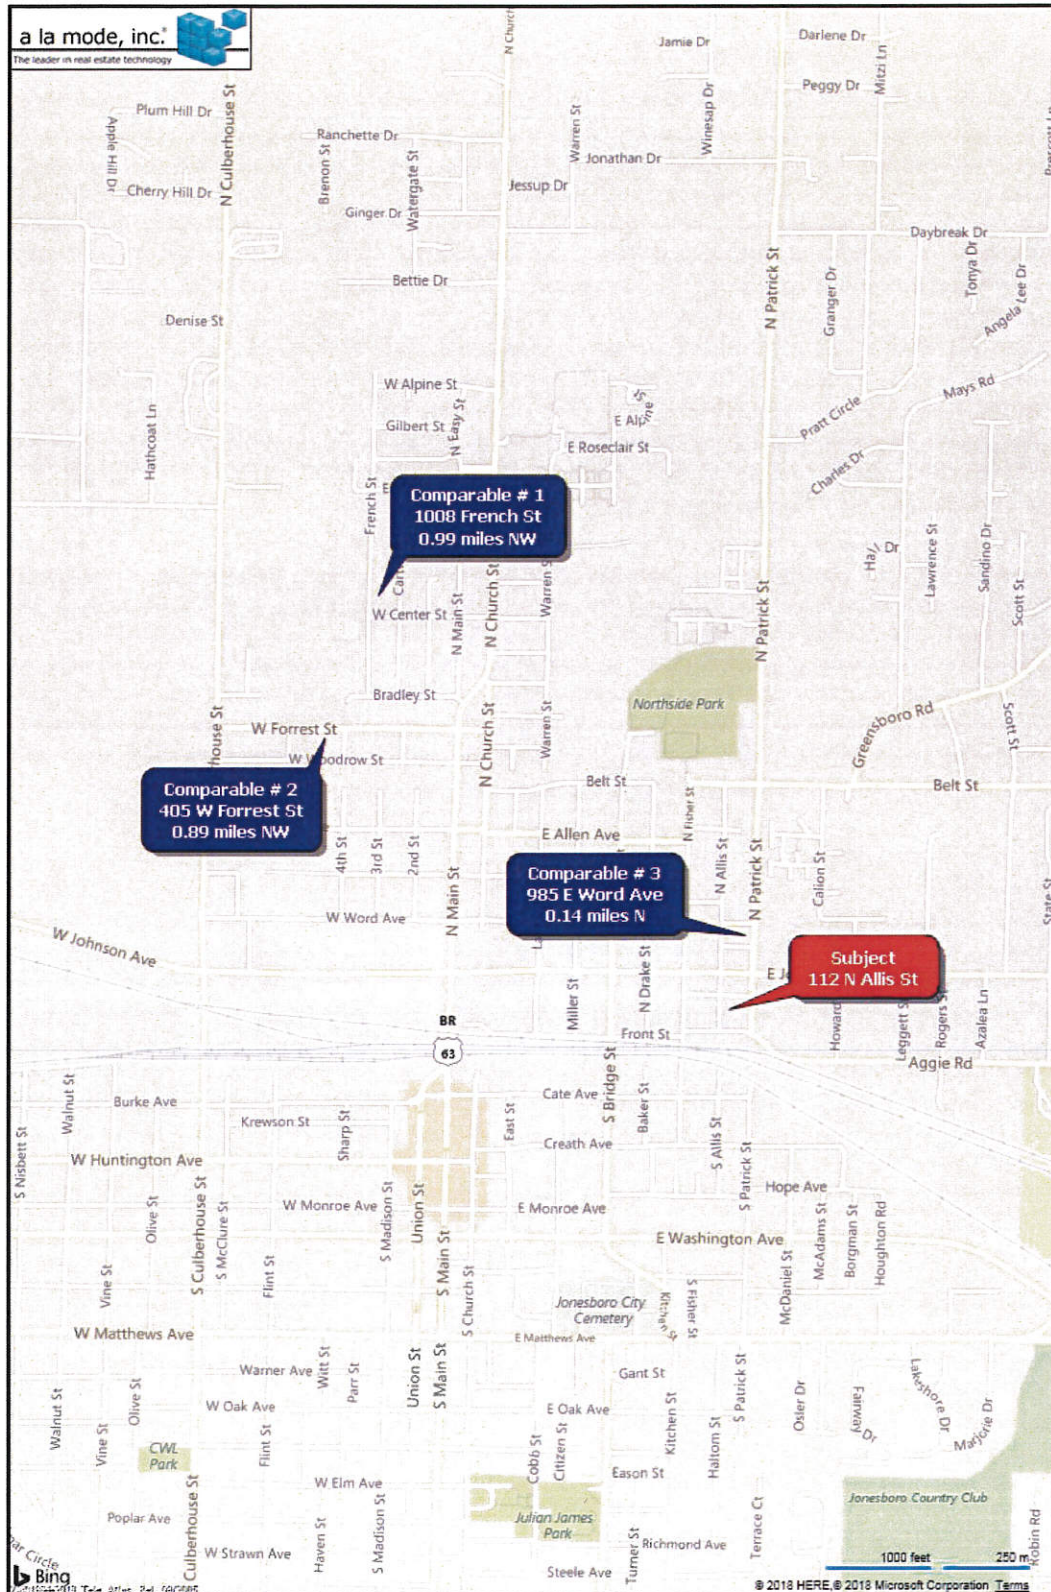 a la mode, inc.®
The leader in real estate technology
N Church
Jamie Dr
Darlene Dr
Mitzi Ln
Peggy Dr
Plum Hill Dr
Apple Hill Dr
N Culberhouse St
Ranchette Dr
Brenon St
Watergate St
Warren St
Winesap Dr
Jonathan Dr
Cherry Hill Dr
Jessup Dr
Ginger Dr
Daybreak Dr
Tonya Dr
Angela Lee Dr
Granger Dr
N Patrick St
Bettie Dr
Denise St
W Alpine St
Mays Rd
N Easy St
E Alpine St
Pratt Circle
Gilbert St
Hathcoat Ln
E Roseclair St
Charles Dr
French St
Comparable # 1
1008 French St
0.99 miles NW
Lawrence St
Sandino Dr
Scott St
W Center St
N Main St
N Church St
Warren St
N Patrick St
Bradley St
Northside Park
Greensboro Rd
Scott St
W Forrest St
house St
N Church St
Warren St
W Woodrow St
Belt St
Belt St
Comparable # 2
405 W Forrest St
0.89 miles NW
N Fisher St
E Allen Ave
4th St
3rd St
2nd St
N Allis St
N Patrick St
Calion St
Comparable # 3
985 E Word Ave
0.14 miles N
State St
N Main St
W Word Ave
W Johnson Ave
Subject
112 N Allis St
Miller St
N Drake St
Howard
Leggett S
Rogers St
Azalea Ln
BR
63
Front St
Aggie Rd
Walnut St
Burke Ave
Krewson St
Sharp St
East St
Cate Ave
S Bridge St
Baker St
S Nisbett St
W Huntington Ave
Creath Ave
S Allis St
S Patrick St
Hope Ave
Olive St
S Culberhouse St
S McClure St
W Monroe Ave
S Madison St
Union St
E Monroe Ave
McAdams St
Borgman St
Houghton Rd
E Washington Ave
S Main St
Vine St
Flint St
S Church St
Jonesboro City
Cemetery
Kitchen St
S Fisher St
McDaniel St
W Matthews Ave
E Matthews Ave
Warner Ave
Witt St
Parr St
Union St
S Main St
Gant St
S Patrick St
Walnut St
Olive St
W Oak Ave
E Oak Ave
Kitchen St
Osler Dr
Fairway Dr
Lakeshore Dr
Marjorie Dr
Vine St
Flint St
CWL
Park
Cobb St
Citizen St
Haltom St
Eason St
W Elm Ave
Culberhouse St
Jonesboro Country Club
Poplar Ave
Haven St
S Madison St
Julian James
Park
Turner St
Richmond Ave
Terrace Ct
Robin Rd
W Strawn Ave
Steele Ave
Circle
Bing
1000 feet
250 m
© 2018 HERE,© 2018 Microsoft Corporation Terms